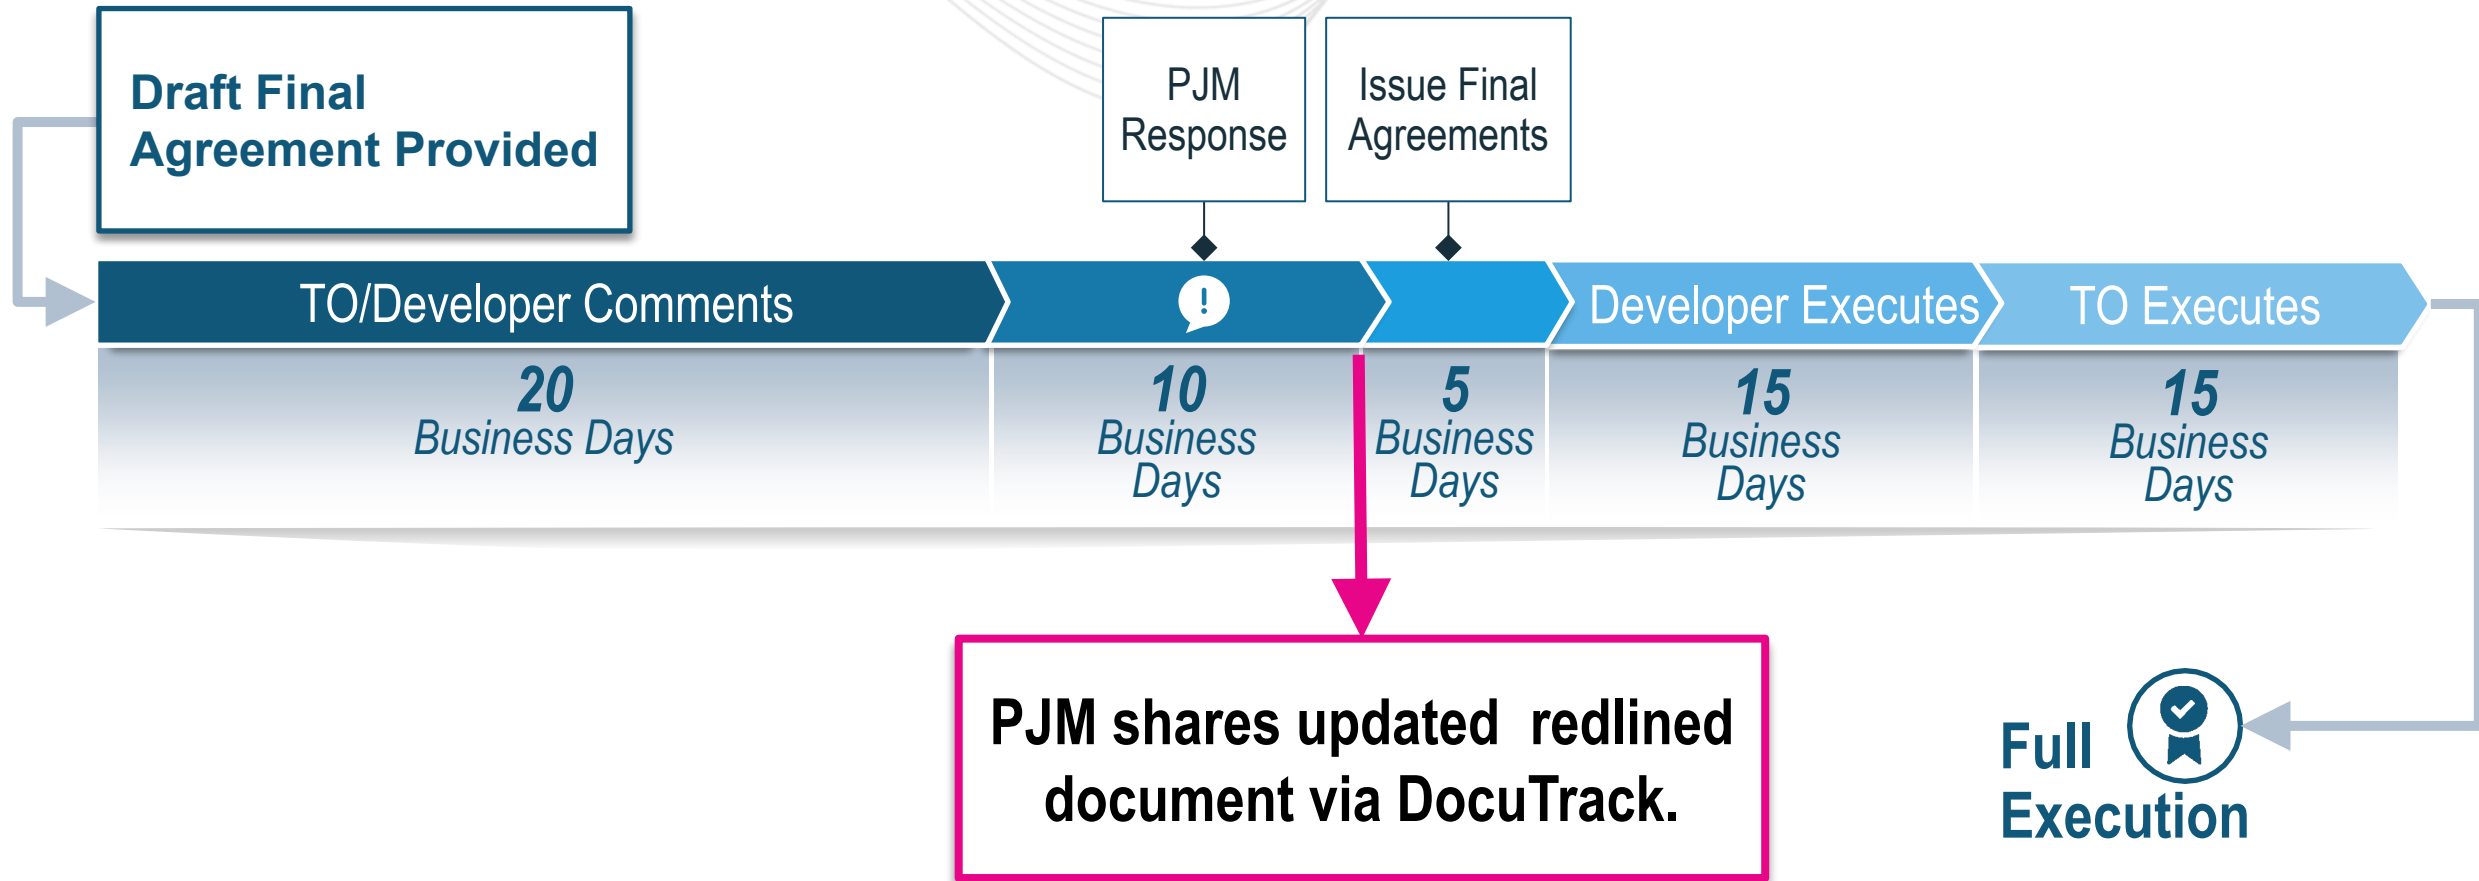 Draft Final
Agreement Provided
PJM
Response
Issue Final
Agreements
TO/Developer Comments
!
Developer Executes
TO Executes
20
Business Days
10
Business
Days
5
Business
Days
15
Business
Days
15
Business
Days
PJM shares updated  redlined
document via DocuTrack.
Full
Execution